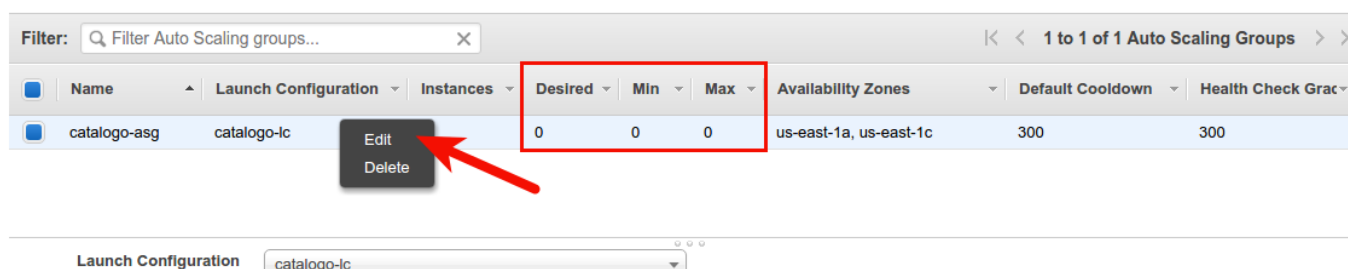 Filter: Filter Auto Scaling groups... 1 to 1 of 1 Auto Scaling Groups
Name Launch Configuration Instances Desired Min Max Availability Zones Default Cooldown Health Check Grac
catalogo-asg catalogo-lc 0 0 0 us-east-1a, us-east-1c 300 300
Edit
Delete
Launch Configuration catalogo-lc